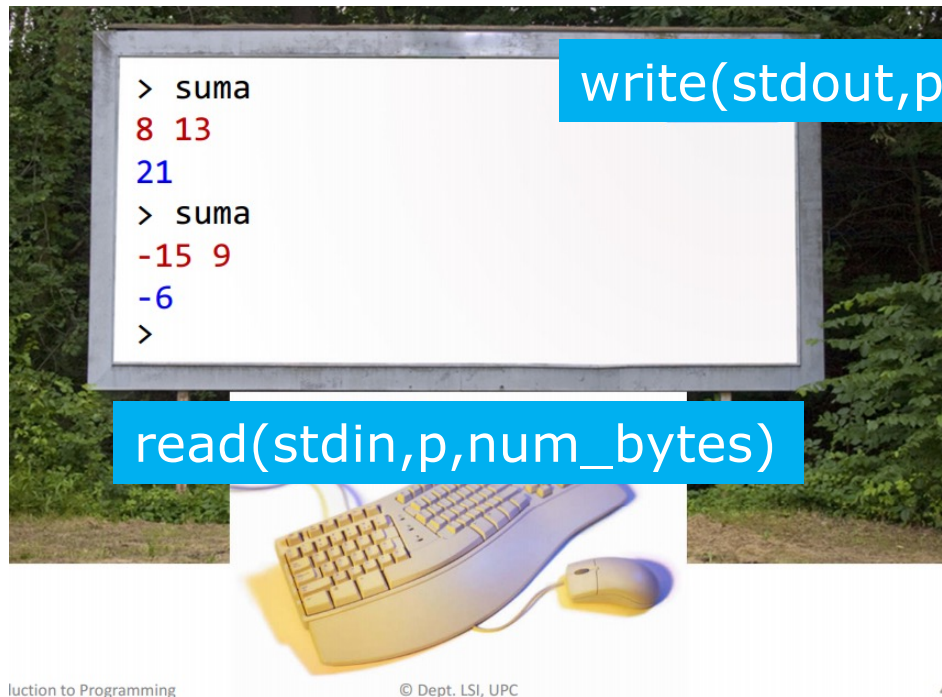 > suma
write(stdout,p
8 13
21
> suma
-15 9
-6
>
read(stdin,p,num_bytes)
luction to Programming
© Dept. LSI, UPC